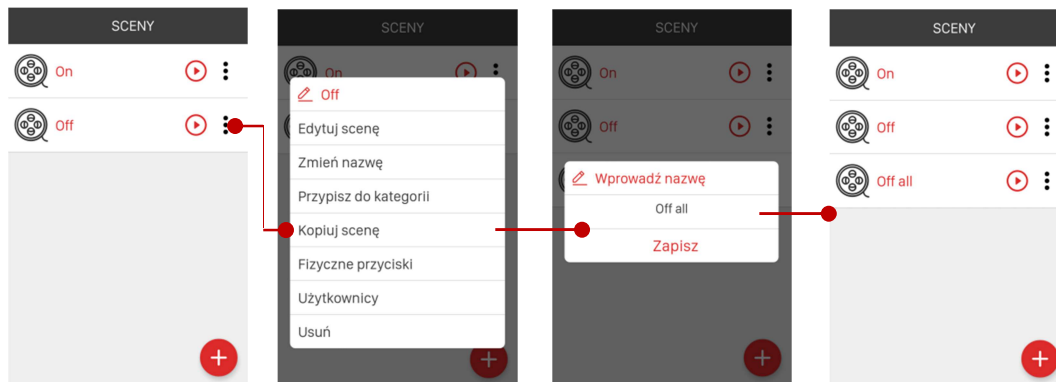 SCENY
On
Off
SCENY
On
Off
Edytuj scenę
Zmień nazwę
Przypisz do kategorii
Kopiuj scenę
Fizyczne przyciski
Użytkownicy
Usuń
SCENY
On
Off
Wprowadź nazwę
Off all
Zapisz
SCENY
On
Off
Off all